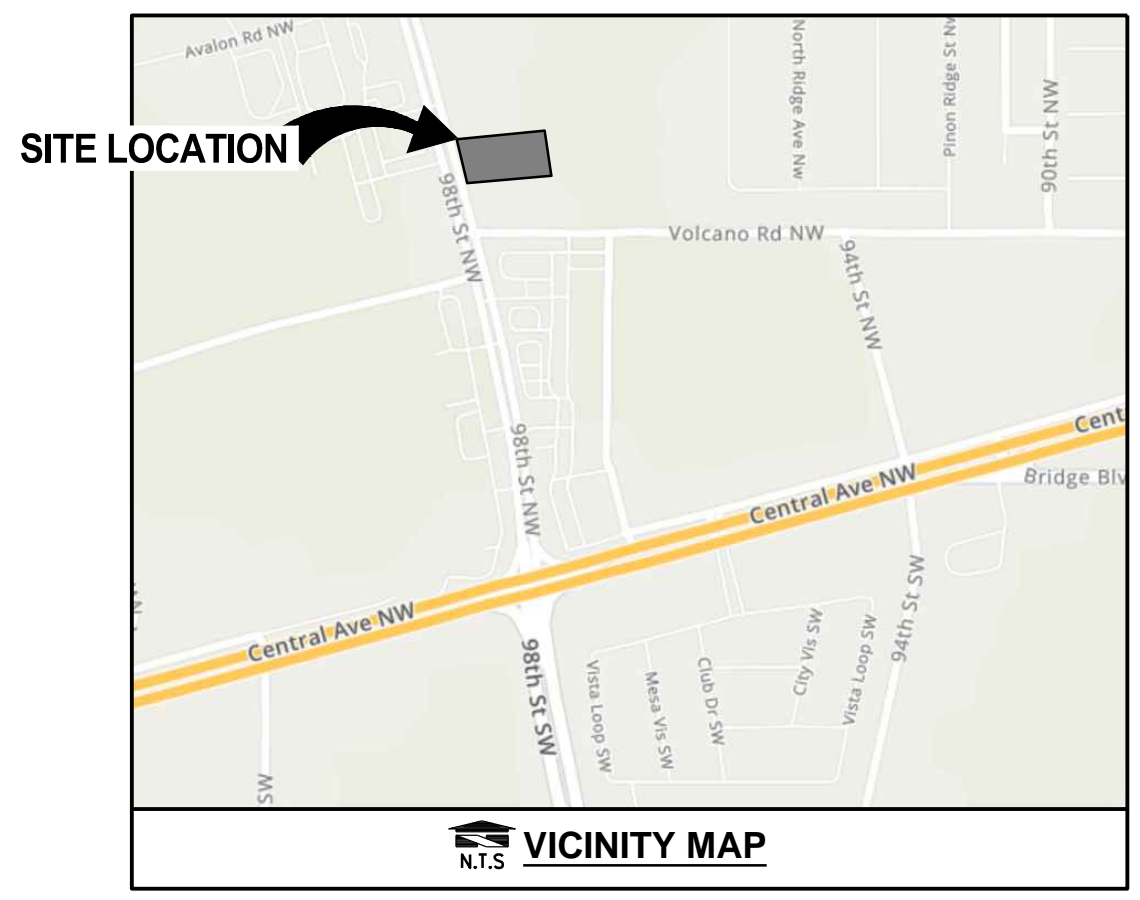 Avalon Rd NW
North Ridge Ave Nw
Pinon Ridge St Nw
90th St NW
SITE LOCATION
98th St NW
Volcano Rd NW
94th St NW
98th St NW
Cent
Central Ave NW
Bridge Blv
Central Ave NW
94th St SW
98th St SW
Vista Loop SW
Mesa Vis SW
Club Dr SW
City Vis SW
Vista Loop SW
SW
N.T.S
VICINITY MAP